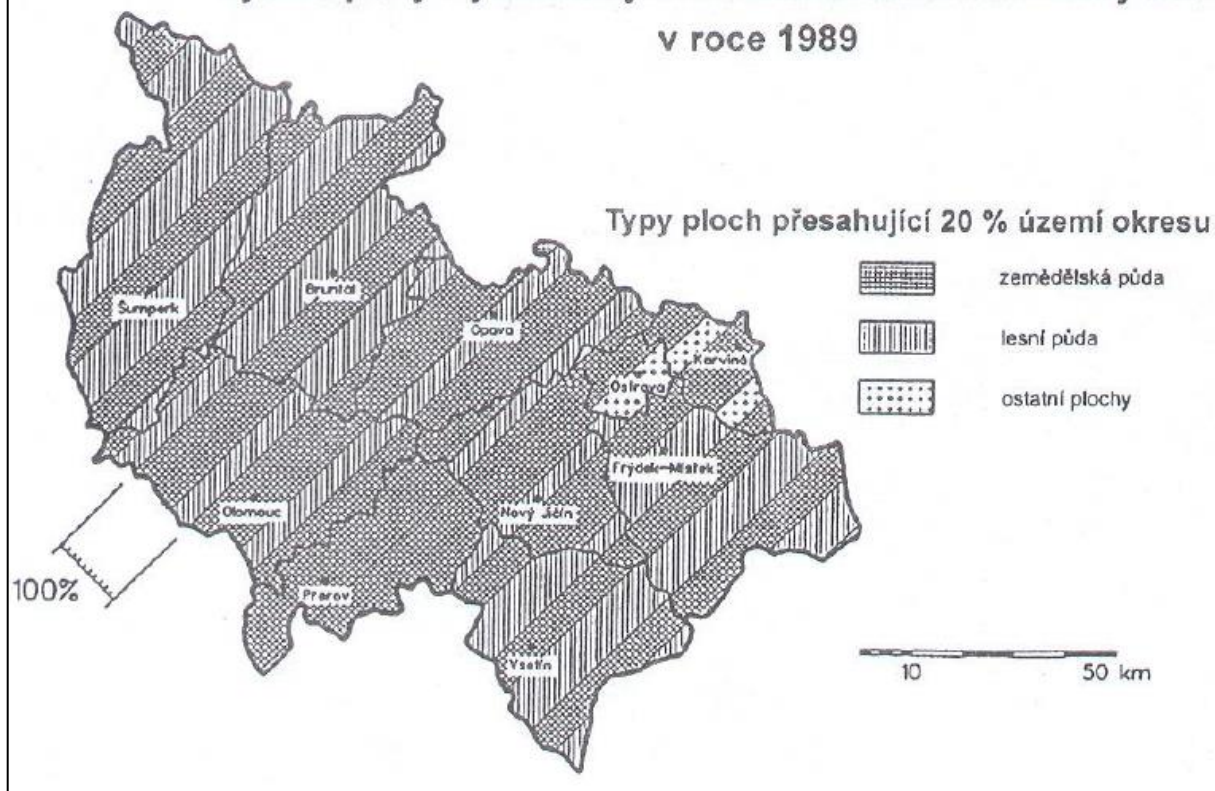 v roce 1989
Typy ploch přesahující 20 % území okresu
zemědělská půda
lesní půda
ostatní plochy
Šumperk
Bruntál
Opava
Karviná
Ostrava
Frýdek-Místek
Olomouc
Nový Jičín
Přerov
Vsetín
100%
10 50 km